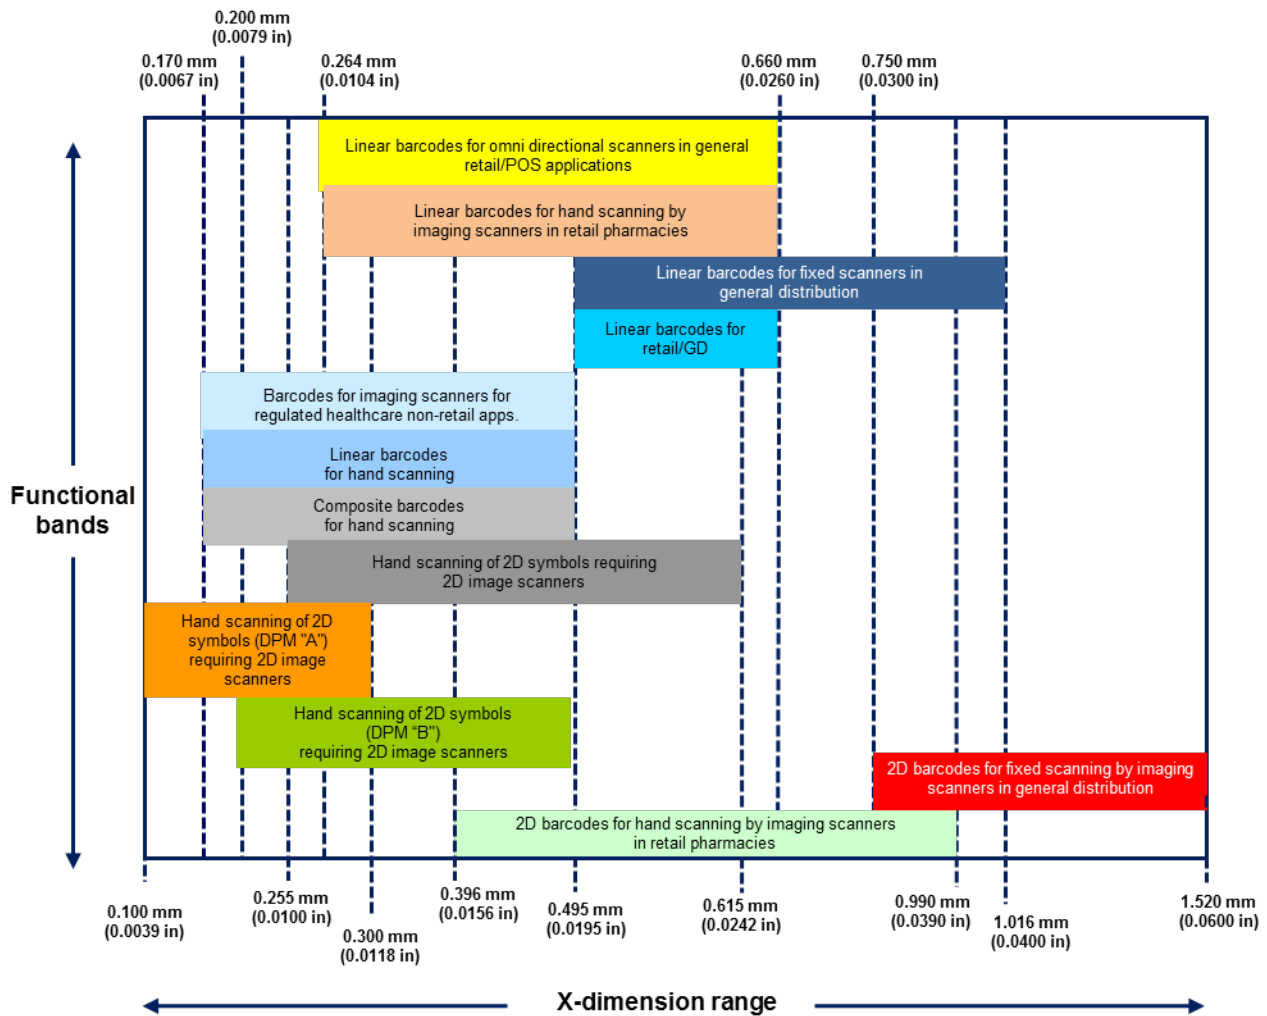 0.200 mm
(0.0079 in)
0.170 mm
(0.0067 in)
0.264 mm
(0.0104 in)
0.660 mm
(0.0260 in)
0.750 mm
(0.0300 in)
Linear barcodes for omni directional scanners in general
retail/POS applications
Linear barcodes for hand scanning by
imaging scanners in retail pharmacies
Linear barcodes for fixed scanners in
general distribution
Linear barcodes for
retail/GD
Barcodes for imaging scanners for
regulated healthcare non-retail apps.
Linear barcodes
for hand scanning
Functional
bands
Composite barcodes
for hand scanning
Hand scanning of 2D symbols requiring
2D image scanners
Hand scanning of 2D
symbols (DPM "A")
requiring 2D image
scanners
Hand scanning of 2D symbols
(DPM “B")
requiring 2D image scanners
2D barcodes for fixed scanning by imaging
scanners in general distribution
2D barcodes for hand scanning by imaging scanners
in retail pharmacies
0.100 mm
(0.0039 in)
0.255 mm
(0.0100 in)
0.300 mm
(0.0118 in)
0.396 mm
(0.0156 in)
0.495 mm
(0.0195 in)
0.615 mm
(0.0242 in)
0.990 mm
(0.0390 in)
1.016 mm
(0.0400 in)
1.520 mm
(0.0600 in)
X-dimension range